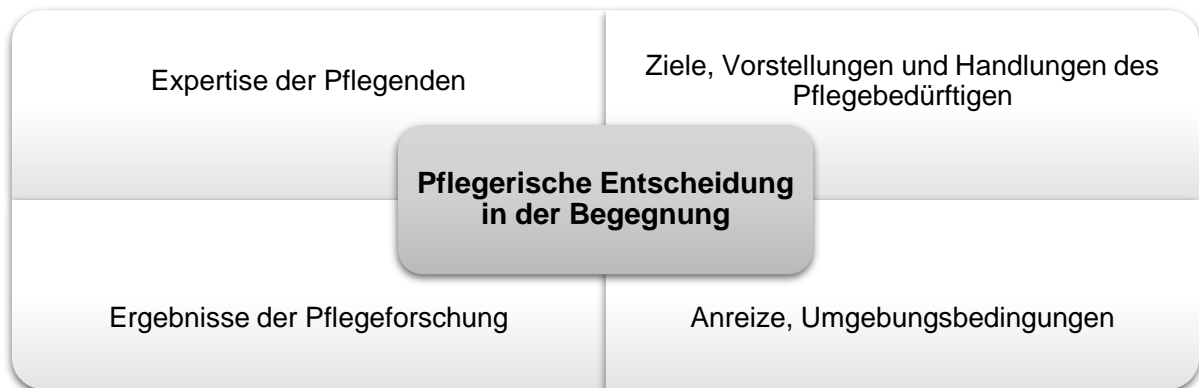 Expertise der Pflegenden
Ziele, Vorstellungen und Handlungen des
Pflegebedürftigen
Pflegerische Entscheidung
in der Begegnung
Ergebnisse der Pflegeforschung
Anreize, Umgebungsbedingungen